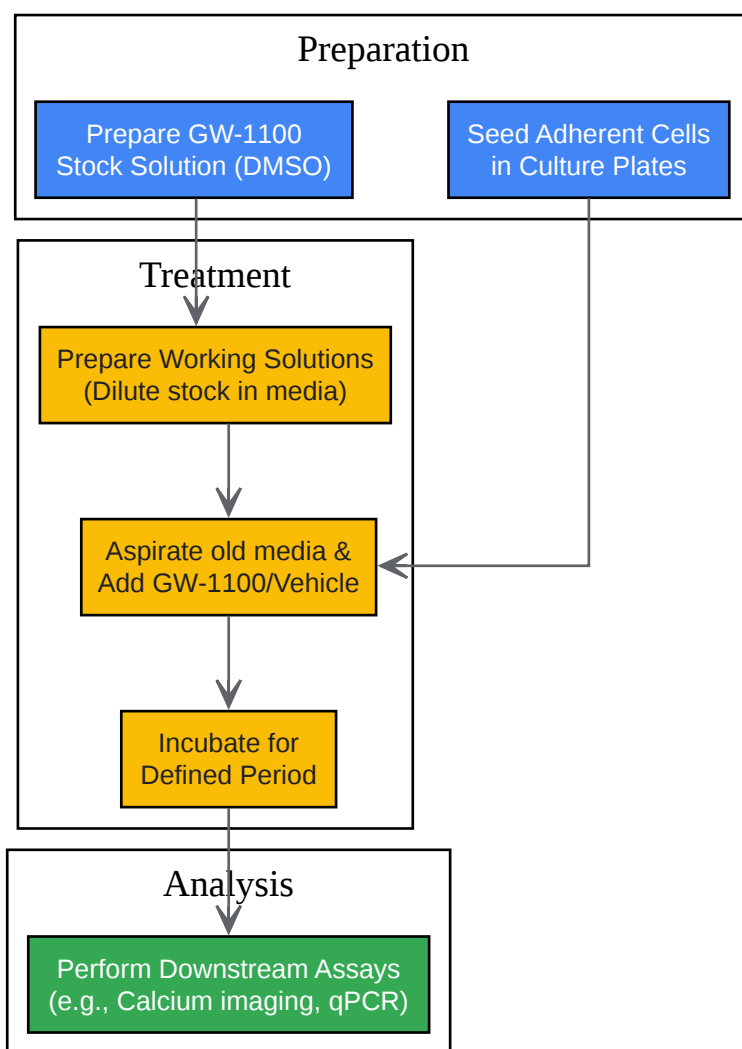 Preparation
Prepare GW-1100
Stock Solution (DMSO)
Seed Adherent Cells
in Culture Plates
Treatment
Prepare Working Solutions
(Dilute stock in media)
Aspirate old media &
Add GW-1100/Vehicle
Incubate for
Defined Period
Analysis
Perform Downstream Assays
(e.g., Calcium imaging, qPCR)